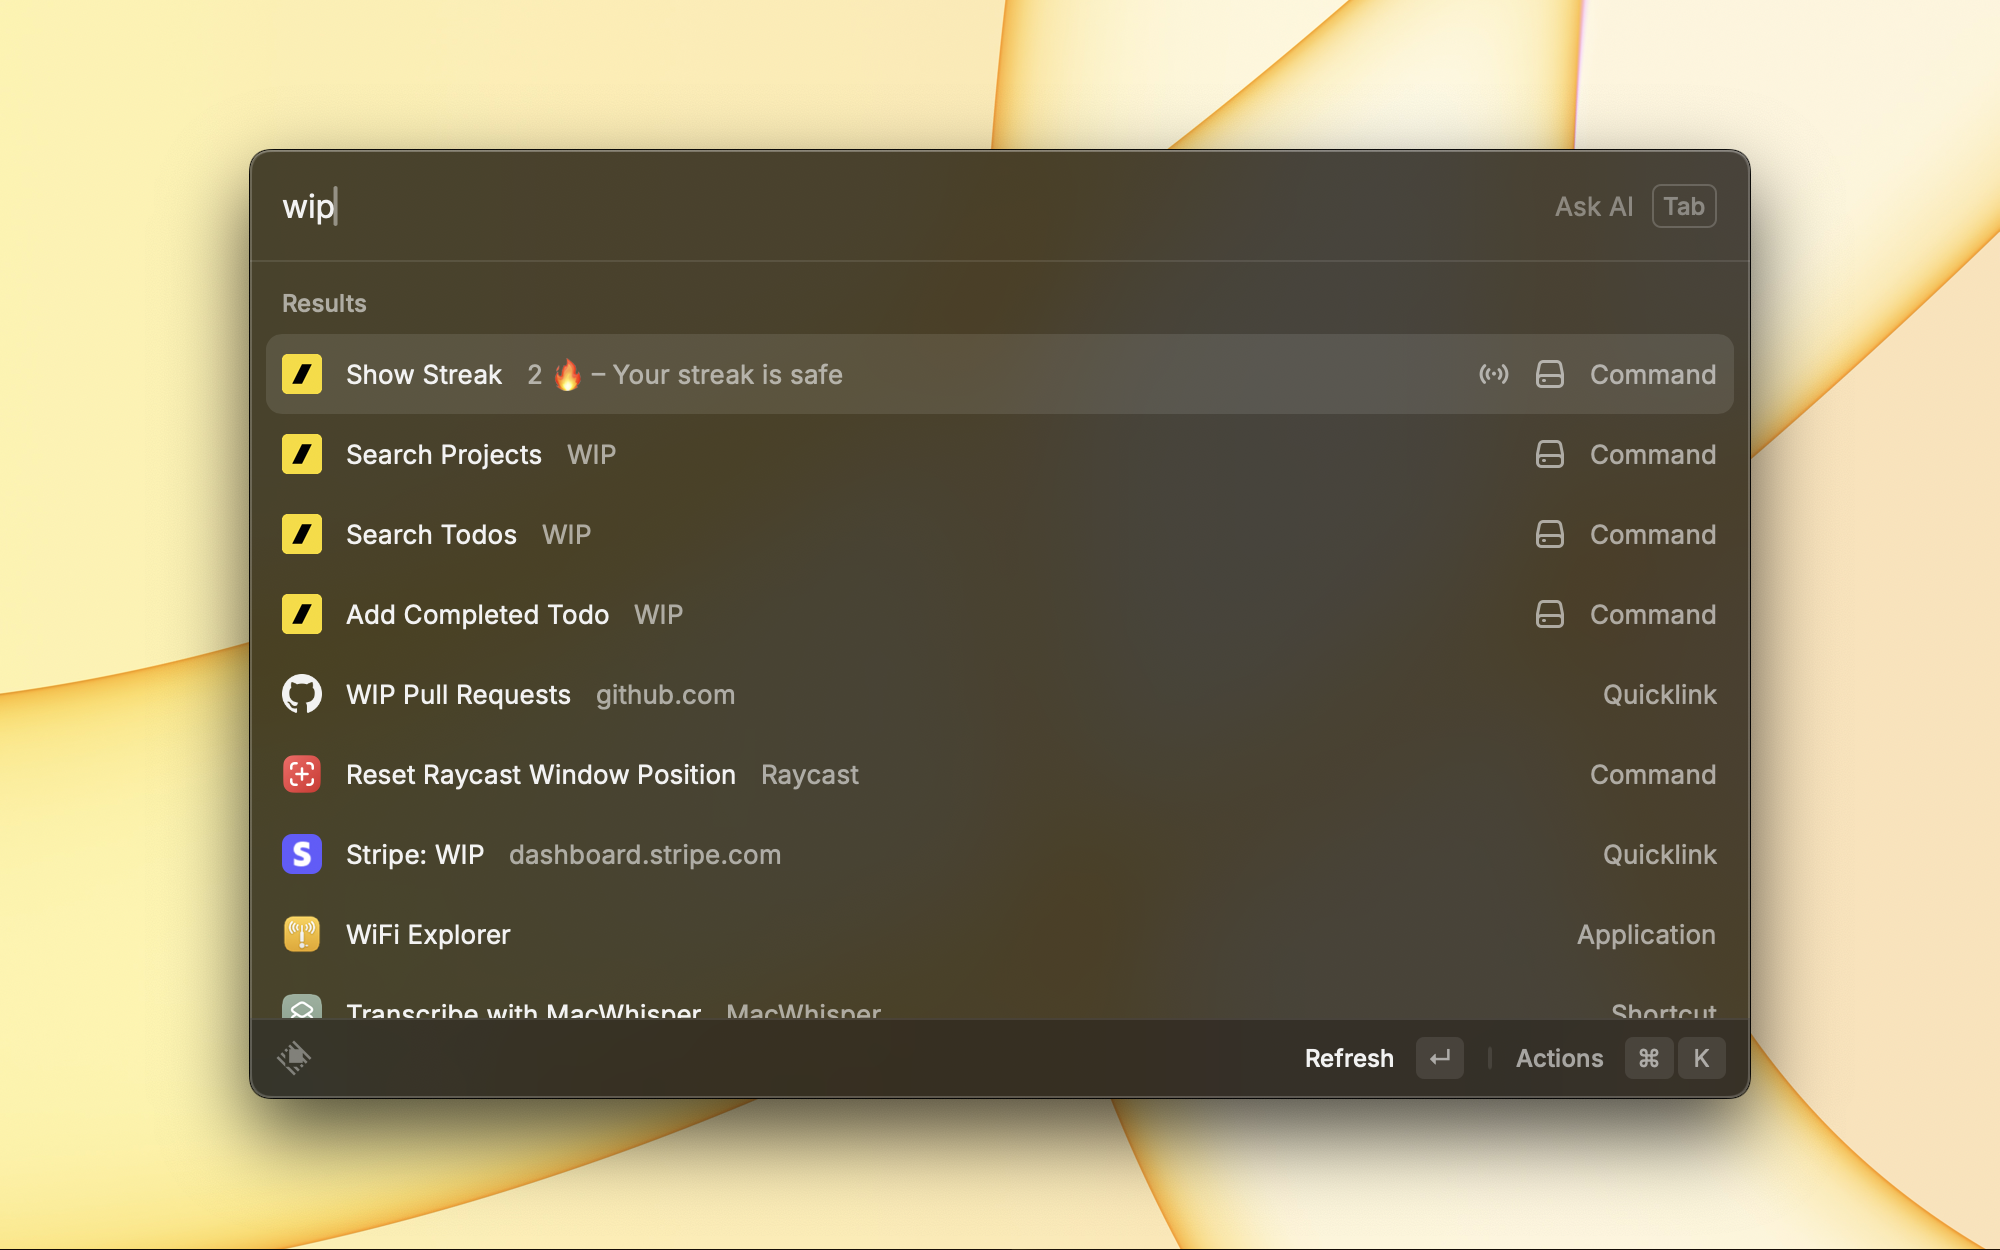 wip
Ask AI Tab
Results
Show Streak 2 🔥 – Your streak is safe Command
Search Projects WIP Command
Search Todos WIP Command
Add Completed Todo WIP Command
WIP Pull Requests github.com Quicklink
Reset Raycast Window Position Raycast Command
Stripe: WIP dashboard.stripe.com Quicklink
WiFi Explorer Application
Transcribe with MacWhisper MacWhisper Shortcut
Refresh ↵ Actions ⌘ K